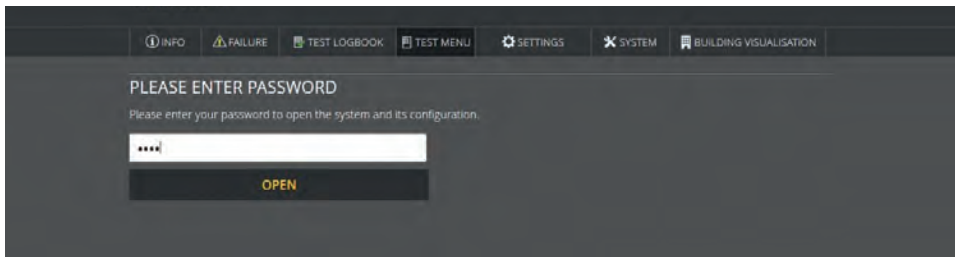 INFO FAILURE TEST LOGBOOK TEST MENU SETTINGS SYSTEM BUILDING VISUALISATION
PLEASE ENTER PASSWORD
Please enter your password to open the system and its configuration.
••••
OPEN